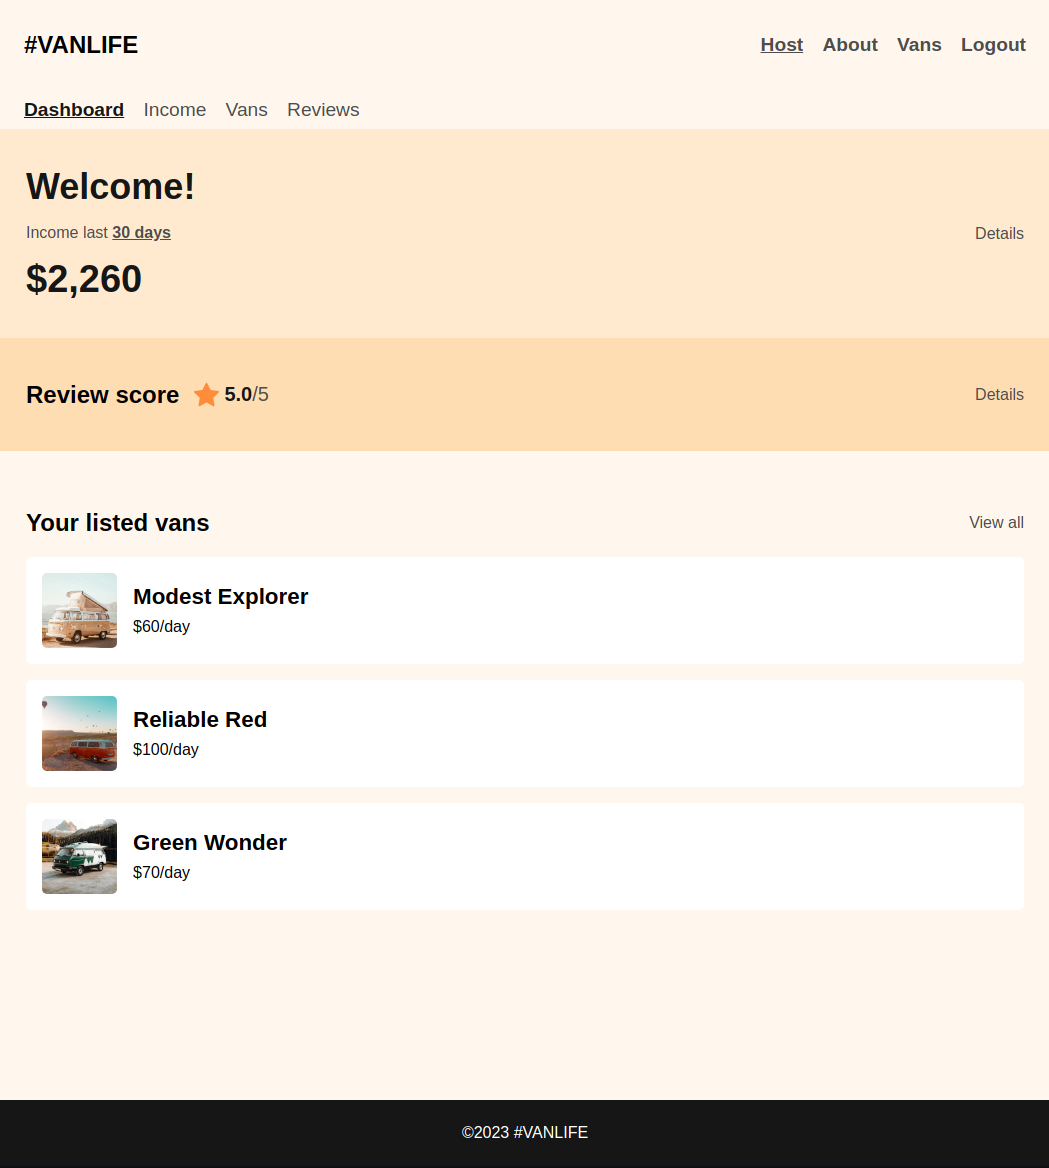 #VANLIFE Host About Vans Logout
Dashboard Income Vans Reviews
Welcome!
Income last 30 days Details
$2,260
Review score 5.0/5 Details
Your listed vans View all
Modest Explorer
$60/day
Reliable Red
$100/day
Green Wonder
$70/day
©2023 #VANLIFE